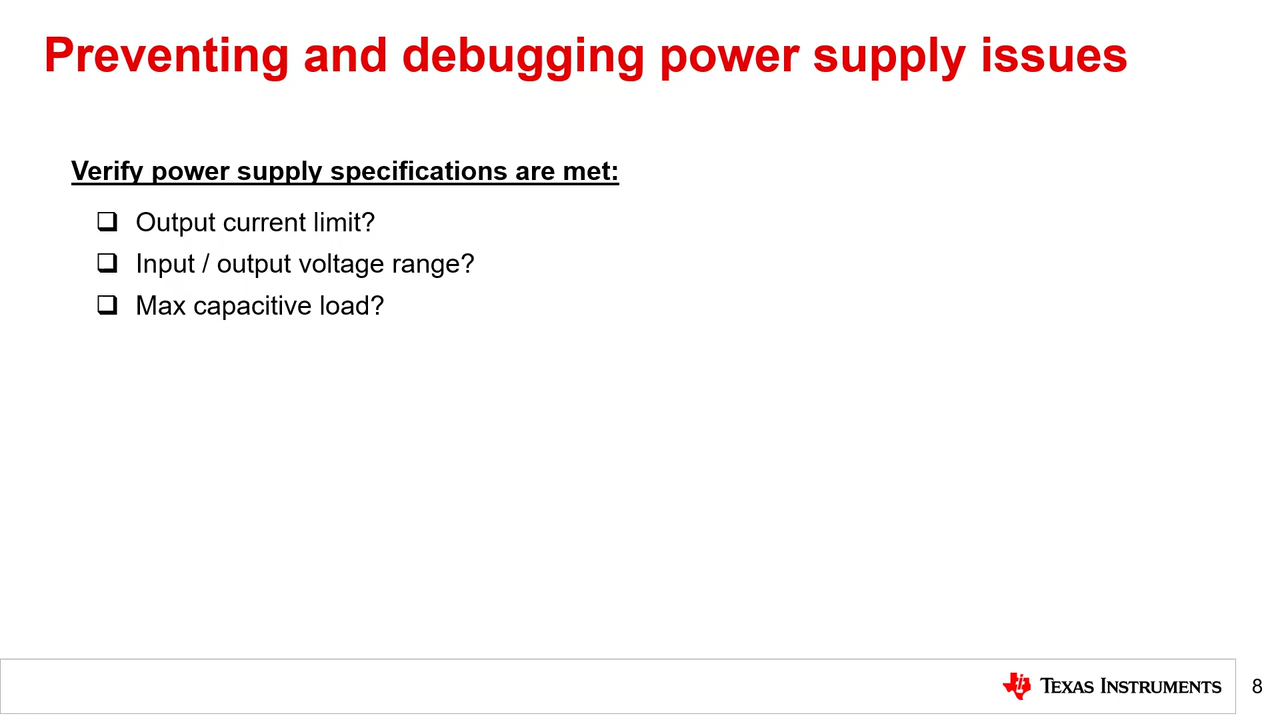 Preventing and debugging power supply issues
Verify power supply specifications are met:
❑ Output current limit?
❑ Input / output voltage range?
❑ Max capacitive load?
TEXAS INSTRUMENTS
8